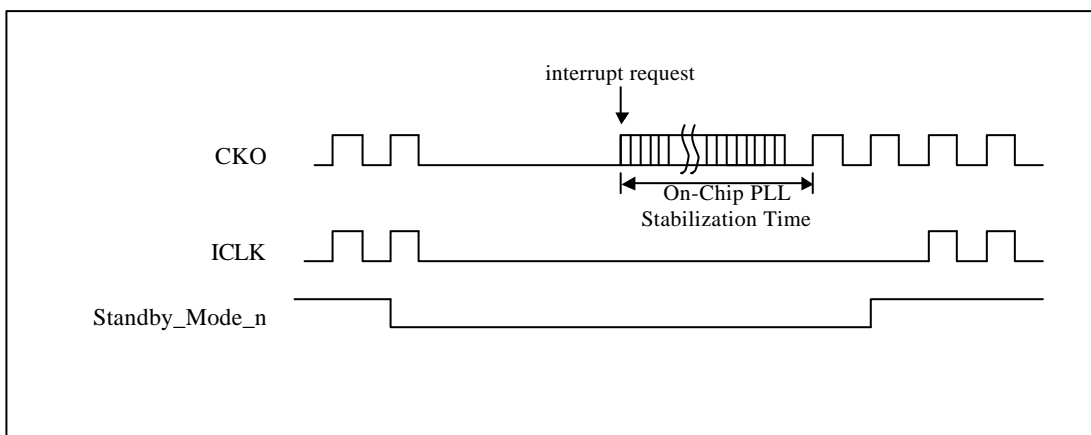 interrupt request
CKO
On-Chip PLL
Stabilization Time
ICLK
Standby_Mode_n